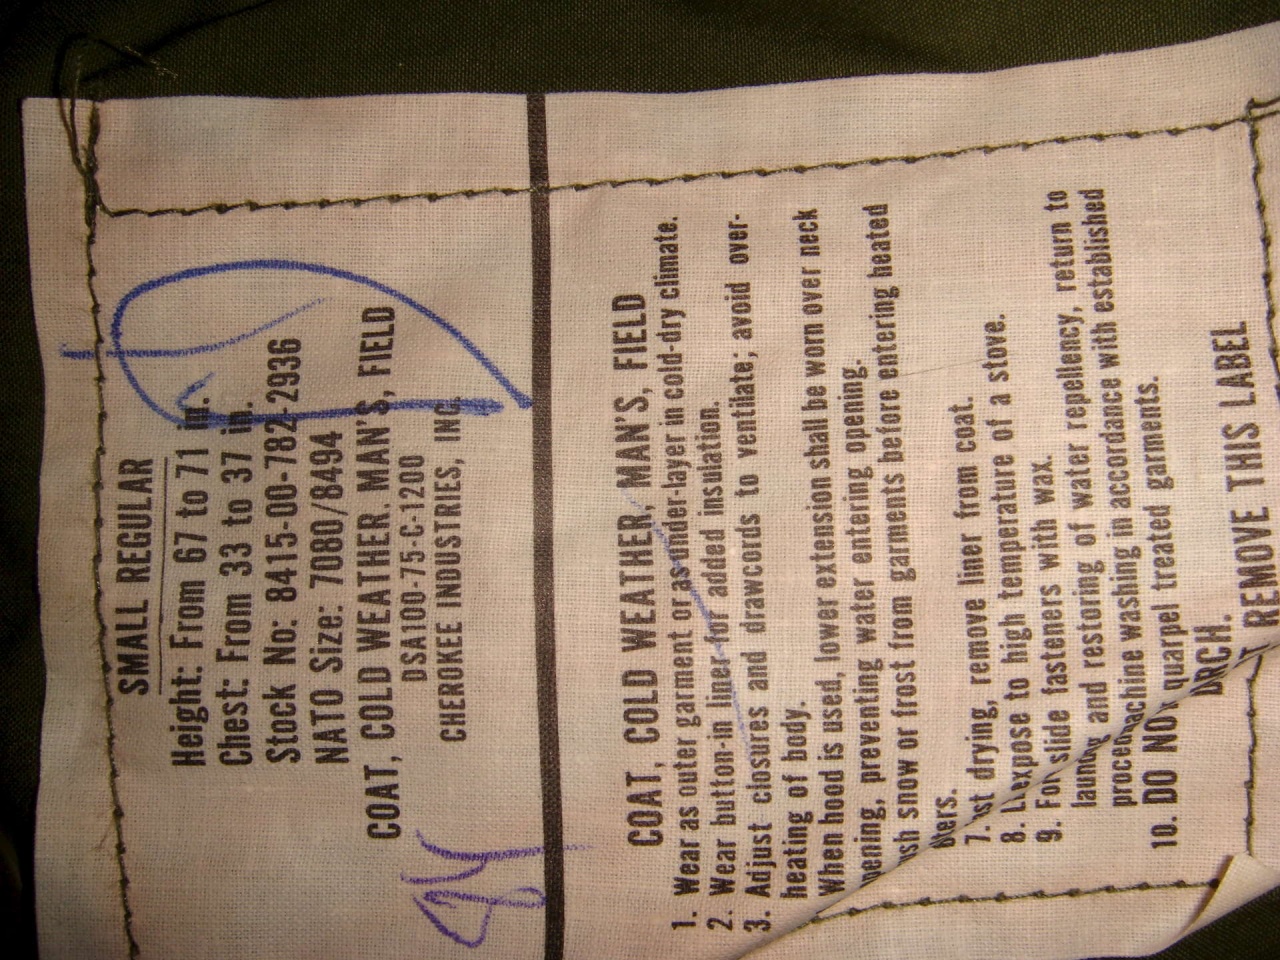 SMALL REGULAR
Height: From 67 to 71 in.
Chest: From 33 to 37 in.
Stock No: 8415-00-782-2936
NATO Size: 7080/8494
COAT, COLD WEATHER. MAN'S, FIELD
DSA100-75-C-1200
CHEROKEE INDUSTRIES, INC.
COAT, COLD WEATHER, MAN'S, FIELD
1. Wear as outer garment or as under-layer in cold-dry climate.
2. Wear button-in liner for added insulation.
3. Adjust closures and drawcords to ventilate; avoid over-
heating of body.
When hood is used, lower extension shall be worn over neck
pening, preventing water entering opening.
ush snow or frost from garments before entering heated
lters.
7. st drying, remove liner from coat.
8. expose to high temperature of a stove.
9. For slide fasteners with wax.
and restoring of water repellency, return to
machine washing in accordance with established
quarpel treated garments.
10. DO NOT RCH.
T REMOVE THIS LABEL